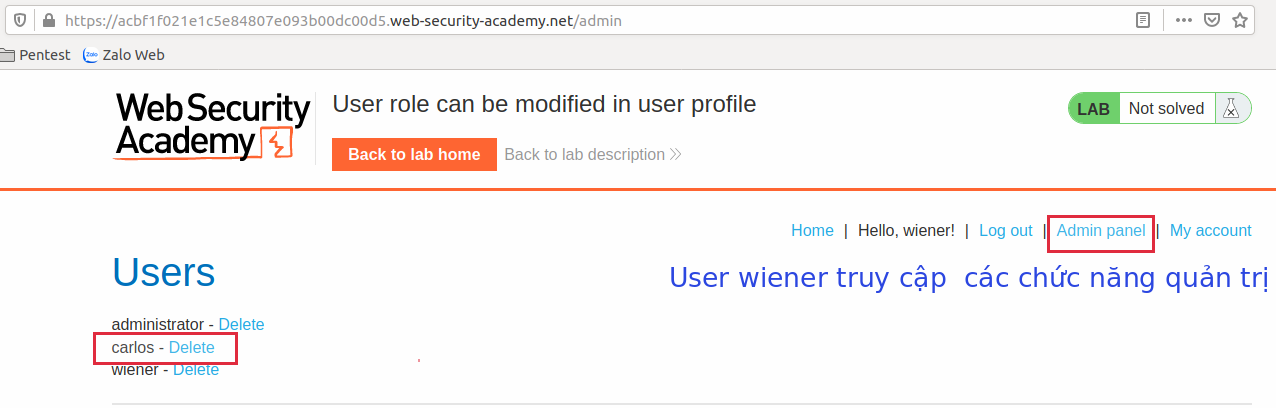 https://acbf1f021e1c5e84807e093b00dc00d5.web-security-academy.net/admin
Pentest Zalo Zalo Web
Web Security
Academy
User role can be modified in user profile
LAB Not solved
Back to lab home Back to lab description
Home | Hello, wiener! | Log out | Admin panel | My account
User wiener truy cập các chức năng quản trị
Users
administrator - Delete
carlos - Delete
wiener - Delete